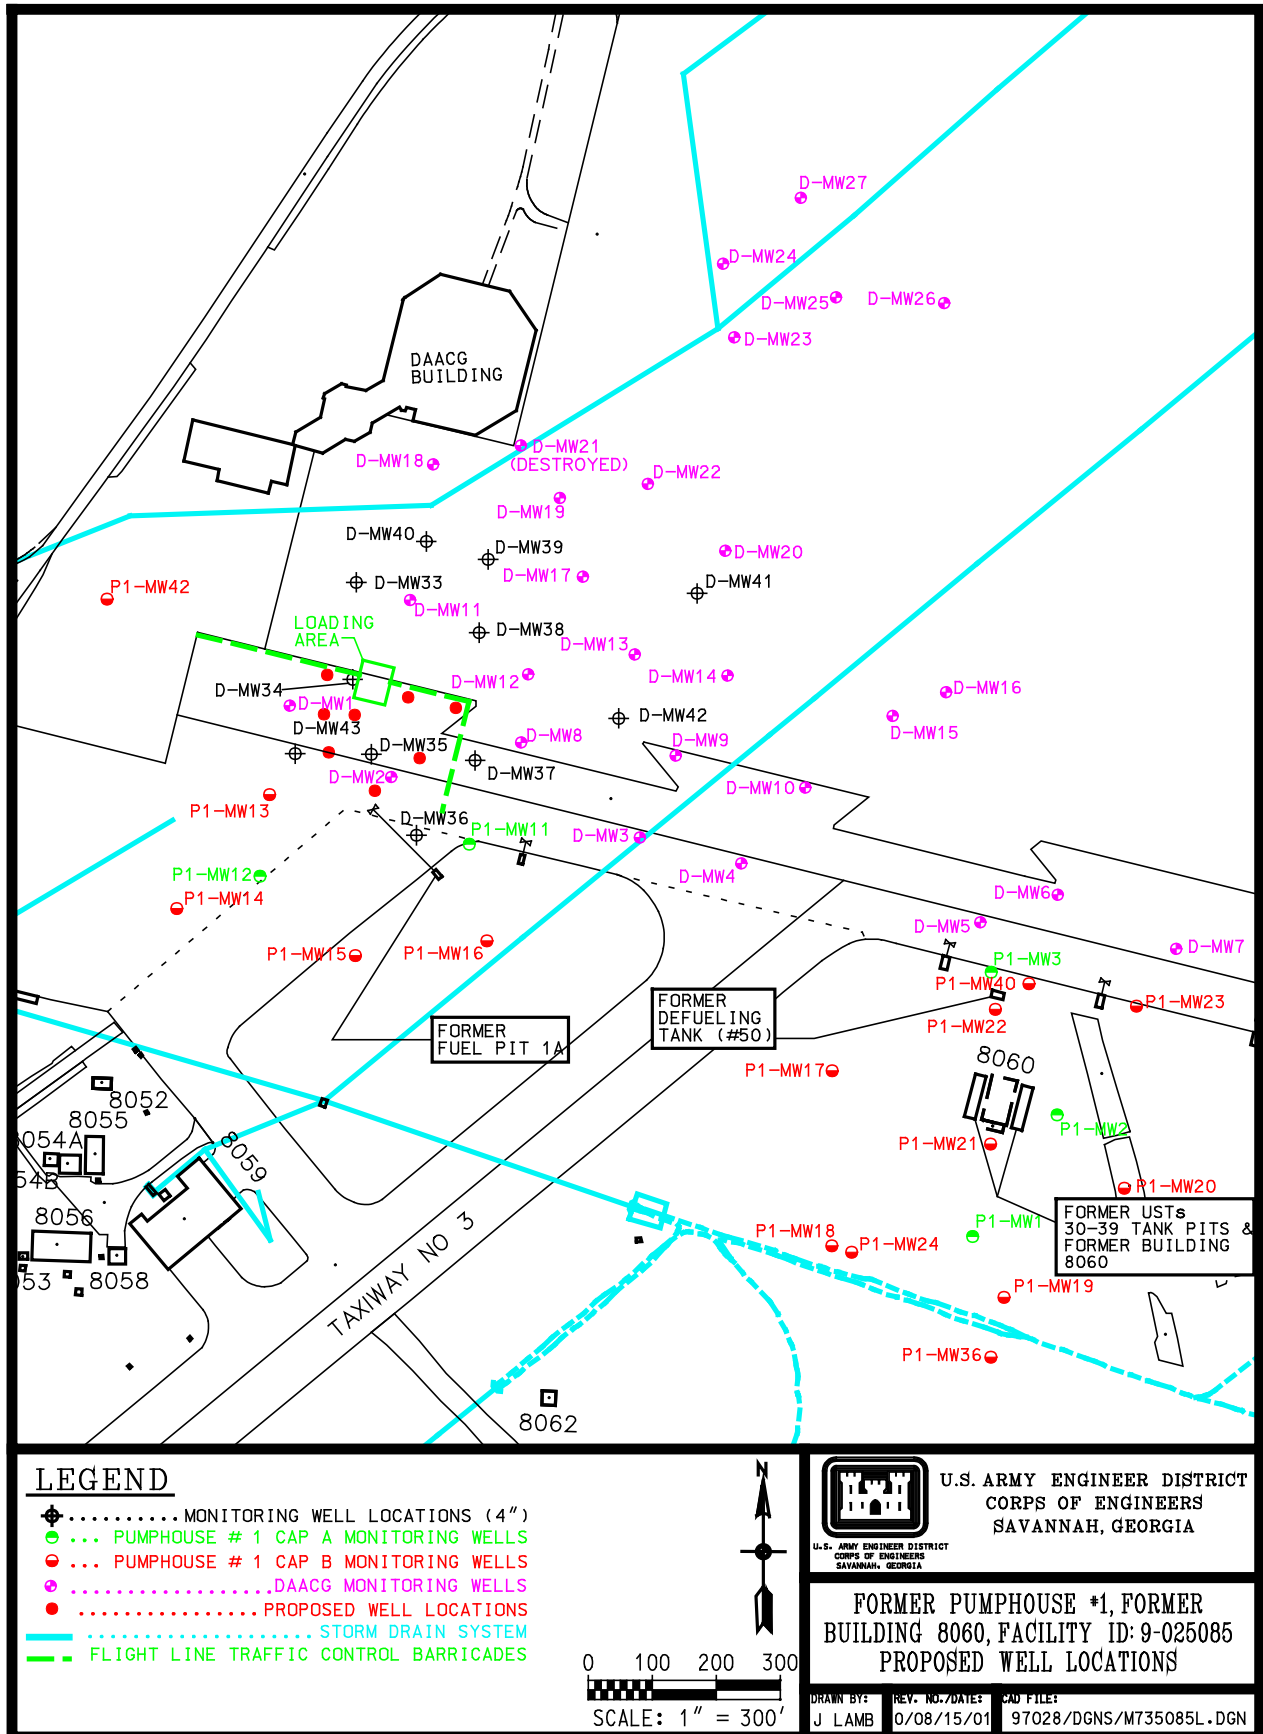 D-MW27
D-MW24
D-MW25
D-MW26
D-MW23
DAACG
BUILDING
D-MW21
(DESTROYED)
D-MW18
D-MW22
D-MW19
D-MW40
D-MW39
D-MW20
D-MW17
D-MW33
D-MW41
P1-MW42
D-MW11
LOADING
AREA
D-MW38
D-MW13
D-MW12
D-MW14
D-MW34
D-MW16
D-MW1
D-MW42
D-MW43
D-MW15
D-MW8
D-MW9
D-MW35
D-MW37
D-MW2
D-MW10
P1-MW13
D-MW36
P1-MW11
D-MW3
P1-MW12
D-MW4
D-MW6
P1-MW14
D-MW5
D-MW7
P1-MW15
P1-MW16
P1-MW3
P1-MW40
P1-MW23
P1-MW22
FORMER
FUEL PIT 1A
FORMER
DEFUELING
TANK (#50)
8060
P1-MW17
8052
8055
054A
8059
P1-MW2
P1-MW21
54B
P1-MW20
8056
FORMER USTs
30-39 TANK PITS &
FORMER BUILDING
8060
P1-MW1
P1-MW18
P1-MW24
053
8058
TAXIWAY NO 3
P1-MW19
P1-MW36
8062
LEGEND
MONITORING WELL LOCATIONS (4")
PUMPHOUSE # 1 CAP A MONITORING WELLS
PUMPHOUSE # 1 CAP B MONITORING WELLS
DAACG MONITORING WELLS
PROPOSED WELL LOCATIONS
STORM DRAIN SYSTEM
FLIGHT LINE TRAFFIC CONTROL BARRICADES
N
0 100 200 300
SCALE: 1" = 300'
U.S. ARMY ENGINEER DISTRICT
CORPS OF ENGINEERS
SAVANNAH, GEORGIA
U.S. ARMY ENGINEER DISTRICT
CORPS OF ENGINEERS
SAVANNAH, GEORGIA
FORMER PUMPHOUSE #1, FORMER
BUILDING 8060, FACILITY ID: 9-025085
PROPOSED WELL LOCATIONS
DRAWN BY:
J LAMB
REV. NO./DATE:
0/08/15/01
CAD FILE:
97028/DGNS/M735085L.DGN